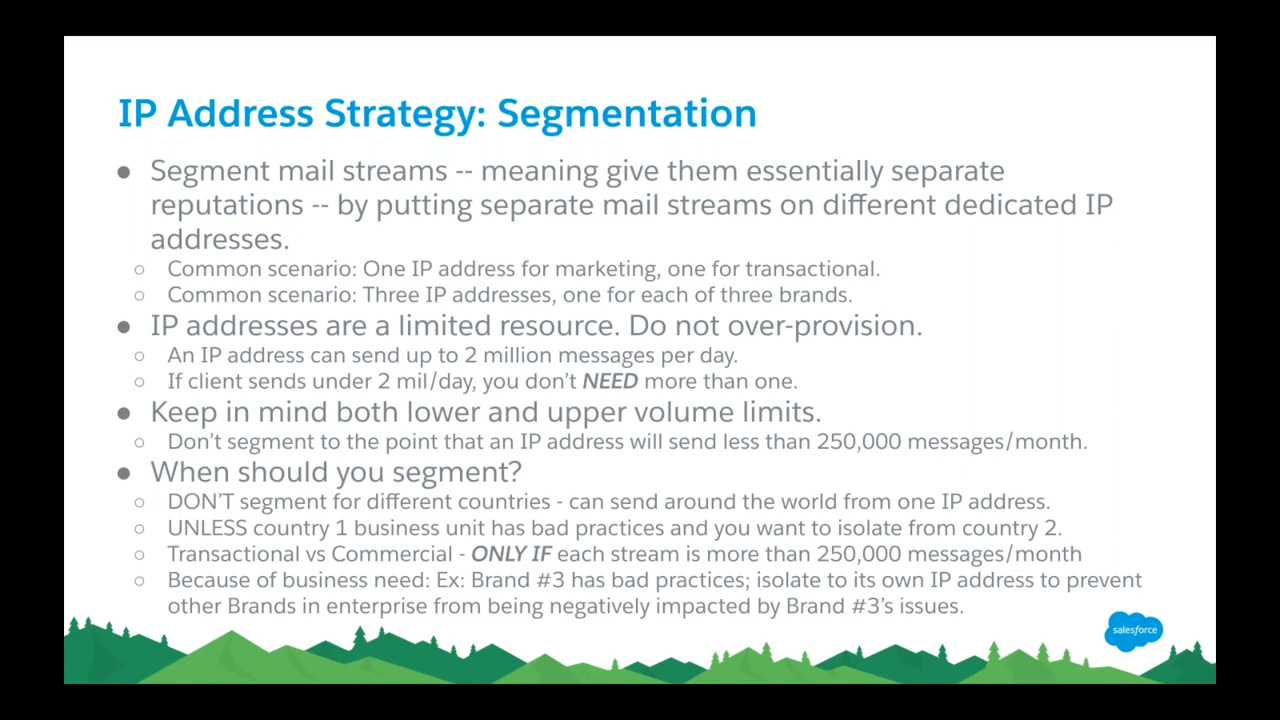 IP Address Strategy: Segmentation
● Segment mail streams -- meaning give them essentially separate
reputations -- by putting separate mail streams on different dedicated IP
addresses.
○ Common scenario: One IP address for marketing, one for transactional.
○ Common scenario: Three IP addresses, one for each of three brands.
● IP addresses are a limited resource. Do not over-provision.
○ An IP address can send up to 2 million messages per day.
○ If client sends under 2 mil/day, you don't NEED more than one.
● Keep in mind both lower and upper volume limits.
○ Don't segment to the point that an IP address will send less than 250,000 messages/month.
● When should you segment?
○ DON'T segment for different countries - can send around the world from one IP address.
○ UNLESS country 1 business unit has bad practices and you want to isolate from country 2.
○ Transactional vs Commercial - ONLY IF each stream is more than 250,000 messages/month
○ Because of business need: Ex: Brand #3 has bad practices; isolate to its own IP address to prevent
other Brands in enterprise from being negatively impacted by Brand #3's issues.
salesforce